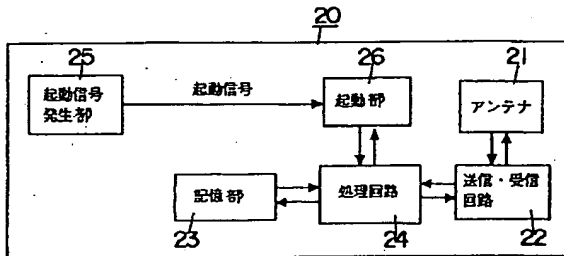 20
25
起動信号
発生部
起動信号
26
起動部
21
アンテナ
記憶部
23
処理回路
24
送信・受信
回路
22